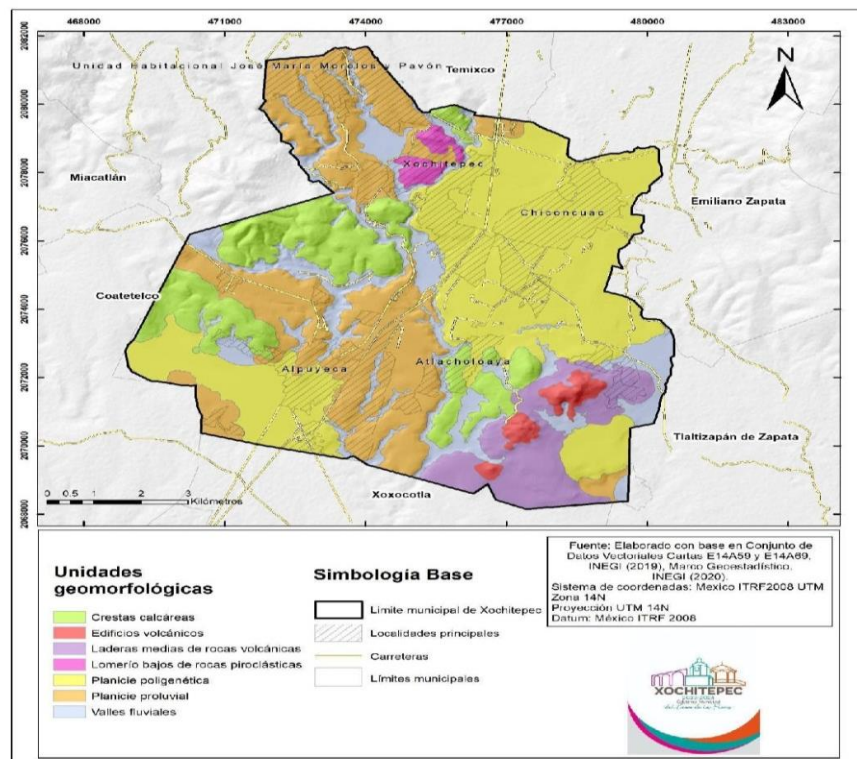 468000 471000 474000 477000 480000 483000
2082000
2080000
2078000
2076000
2074000
2072000
2070000
2068000
Unidad Habitacional José María Morelos y Pavón
Temixco
N
Miacatlán
Xochitepec
Emiliano Zapata
Chiconcuac
Coatetelco
Alpuyeca
Atlacholoaya
Tlaltizapán de Zapata
Xoxocotla
0 0.5 1 2 3
Kilómetros
Unidades
geomorfológicas
Crestas calcáreas
Edificios volcánicos
Laderas medias de rocas volcánicas
Lomerío bajos de rocas piroclásticas
Planicie poligenética
Planicie proluvial
Valles fluviales
Simbología Base
Limite municipal de Xochitepec
Localidades principales
Carreteras
Límites municipales
Fuente: Elaborado con base en Conjunto de
Datos Vectoriales Cartas E14A59 y E14A69,
INEGI (2019), Marco Geoestadístico,
INEGI (2020).
Sistema de coordenadas: Mexico ITRF2008 UTM
Zona 14N
Proyección UTM 14N
Datum: México ITRF 2008
XOCHITEPEC